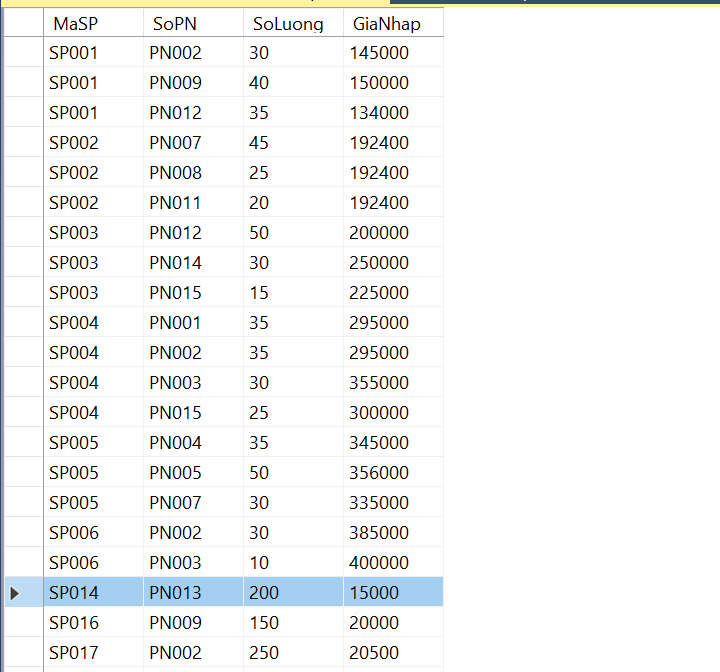 MaSP SoPN SoLuong GiaNhap
SP001 PN002 30 145000
SP001 PN009 40 150000
SP001 PN012 35 134000
SP002 PN007 45 192400
SP002 PN008 25 192400
SP002 PN011 20 192400
SP003 PN012 50 200000
SP003 PN014 30 250000
SP003 PN015 15 225000
SP004 PN001 35 295000
SP004 PN002 35 295000
SP004 PN003 30 355000
SP004 PN015 25 300000
SP005 PN004 35 345000
SP005 PN005 50 356000
SP005 PN007 30 335000
SP006 PN002 30 385000
SP006 PN003 10 400000
SP014 PN013 200 15000
SP016 PN009 150 20000
SP017 PN002 250 20500